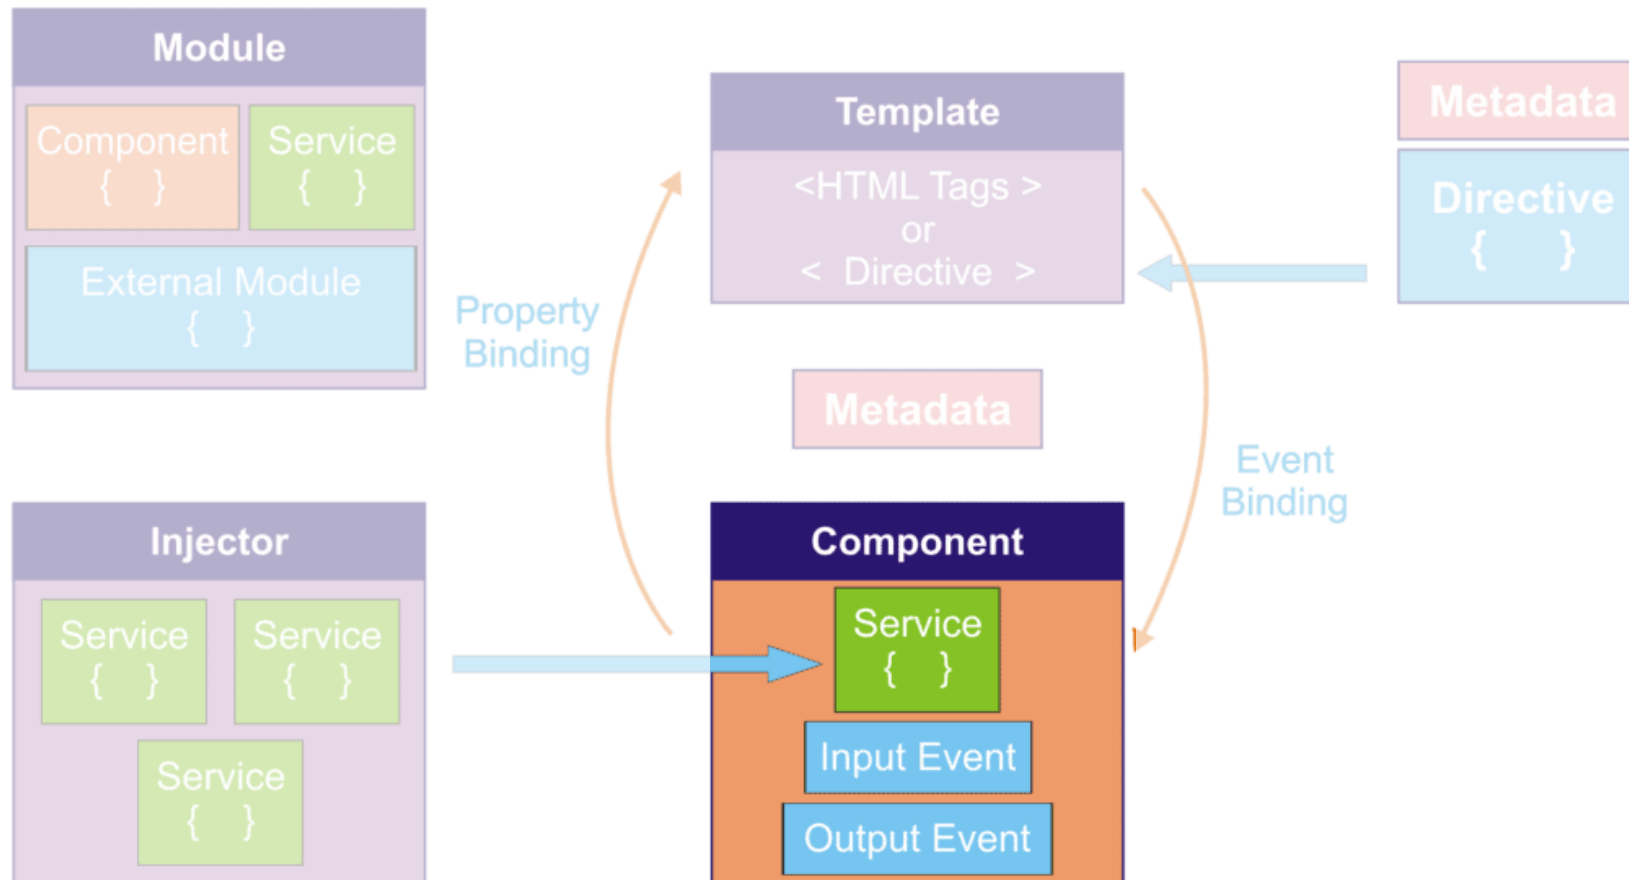 Module
Component
{ }
Service
{ }
External Module
{ }
Property
Binding
Template
<HTML Tags >
or
< Directive >
Metadata
Directive
{ }
Metadata
Event
Binding
Injector
Service
{ }
Service
{ }
Service
{ }
Component
Service
{ }
Input Event
Output Event